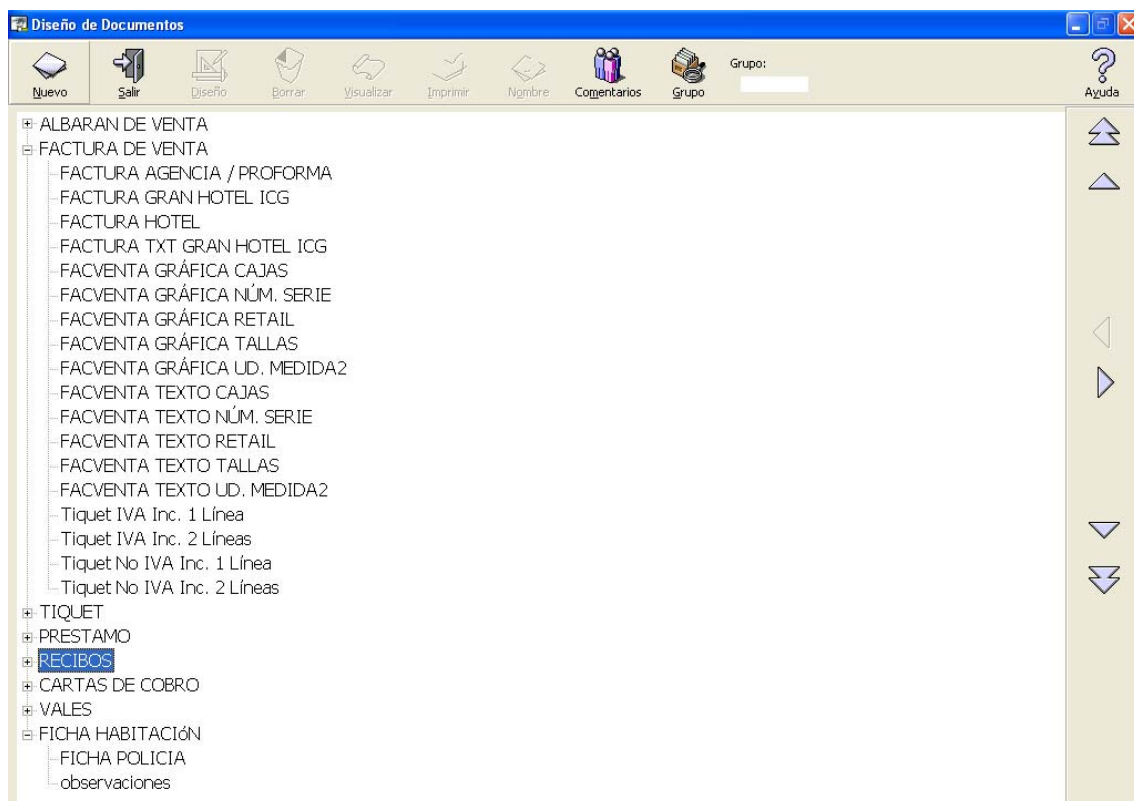 Diseño de Documentos
Nuevo Salir Diseño Borrar Visualizar Imprimir Nombre Comentarios Grupo Grupo: Ayuda
ALBARAN DE VENTA
FACTURA DE VENTA
FACTURA AGENCIA / PROFORMA
FACTURA GRAN HOTEL ICG
FACTURA HOTEL
FACTURA TXT GRAN HOTEL ICG
FACVENTA GRÁFICA CAJAS
FACVENTA GRÁFICA NÚM. SERIE
FACVENTA GRÁFICA RETAIL
FACVENTA GRÁFICA TALLAS
FACVENTA GRÁFICA UD. MEDIDA2
FACVENTA TEXTO CAJAS
FACVENTA TEXTO NÚM. SERIE
FACVENTA TEXTO RETAIL
FACVENTA TEXTO TALLAS
FACVENTA TEXTO UD. MEDIDA2
Tiquet IVA Inc. 1 Línea
Tiquet IVA Inc. 2 Líneas
Tiquet No IVA Inc. 1 Línea
Tiquet No IVA Inc. 2 Líneas
TIQUET
PRESTAMO
RECIBOS
CARTAS DE COBRO
VALES
FICHA HABITACIóN
FICHA POLICIA
observaciones